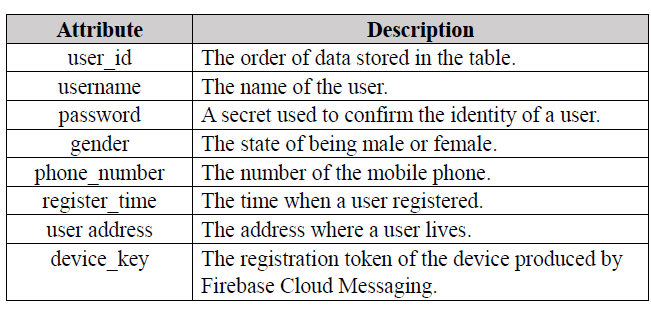 Attribute Description
user_id The order of data stored in the table.
username The name of the user.
password A secret used to confirm the identity of a user.
gender The state of being male or female.
phone_number The number of the mobile phone.
register_time The time when a user registered.
user address The address where a user lives.
device_key The registration token of the device produced by
Firebase Cloud Messaging.